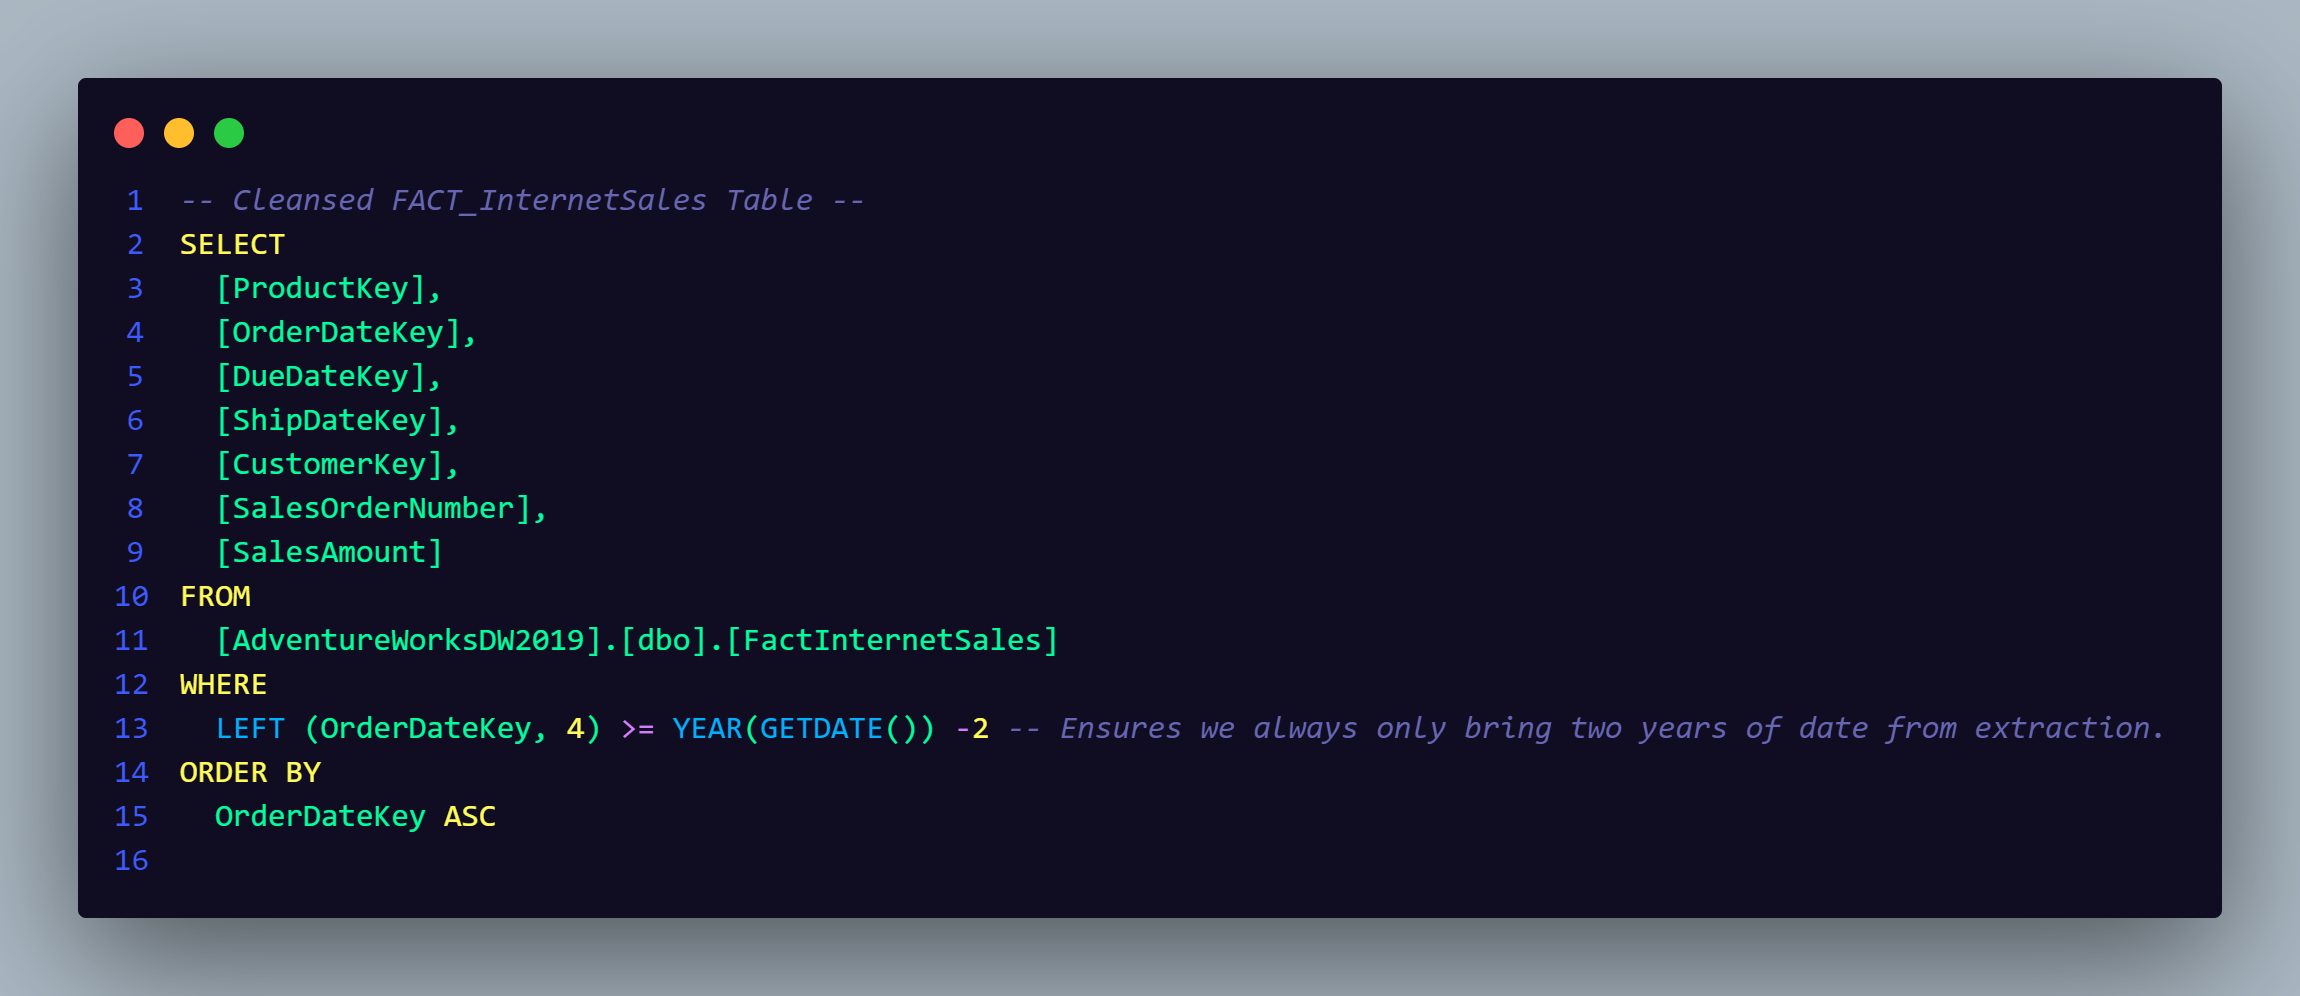 1 -- Cleansed FACT_InternetSales Table --
2 SELECT
3   [ProductKey],
4   [OrderDateKey],
5   [DueDateKey],
6   [ShipDateKey],
7   [CustomerKey],
8   [SalesOrderNumber],
9   [SalesAmount]
10 FROM
11   [AdventureWorksDW2019].[dbo].[FactInternetSales]
12 WHERE
13   LEFT (OrderDateKey, 4) >= YEAR(GETDATE()) -2 -- Ensures we always only bring two years of date from extraction.
14 ORDER BY
15   OrderDateKey ASC
16